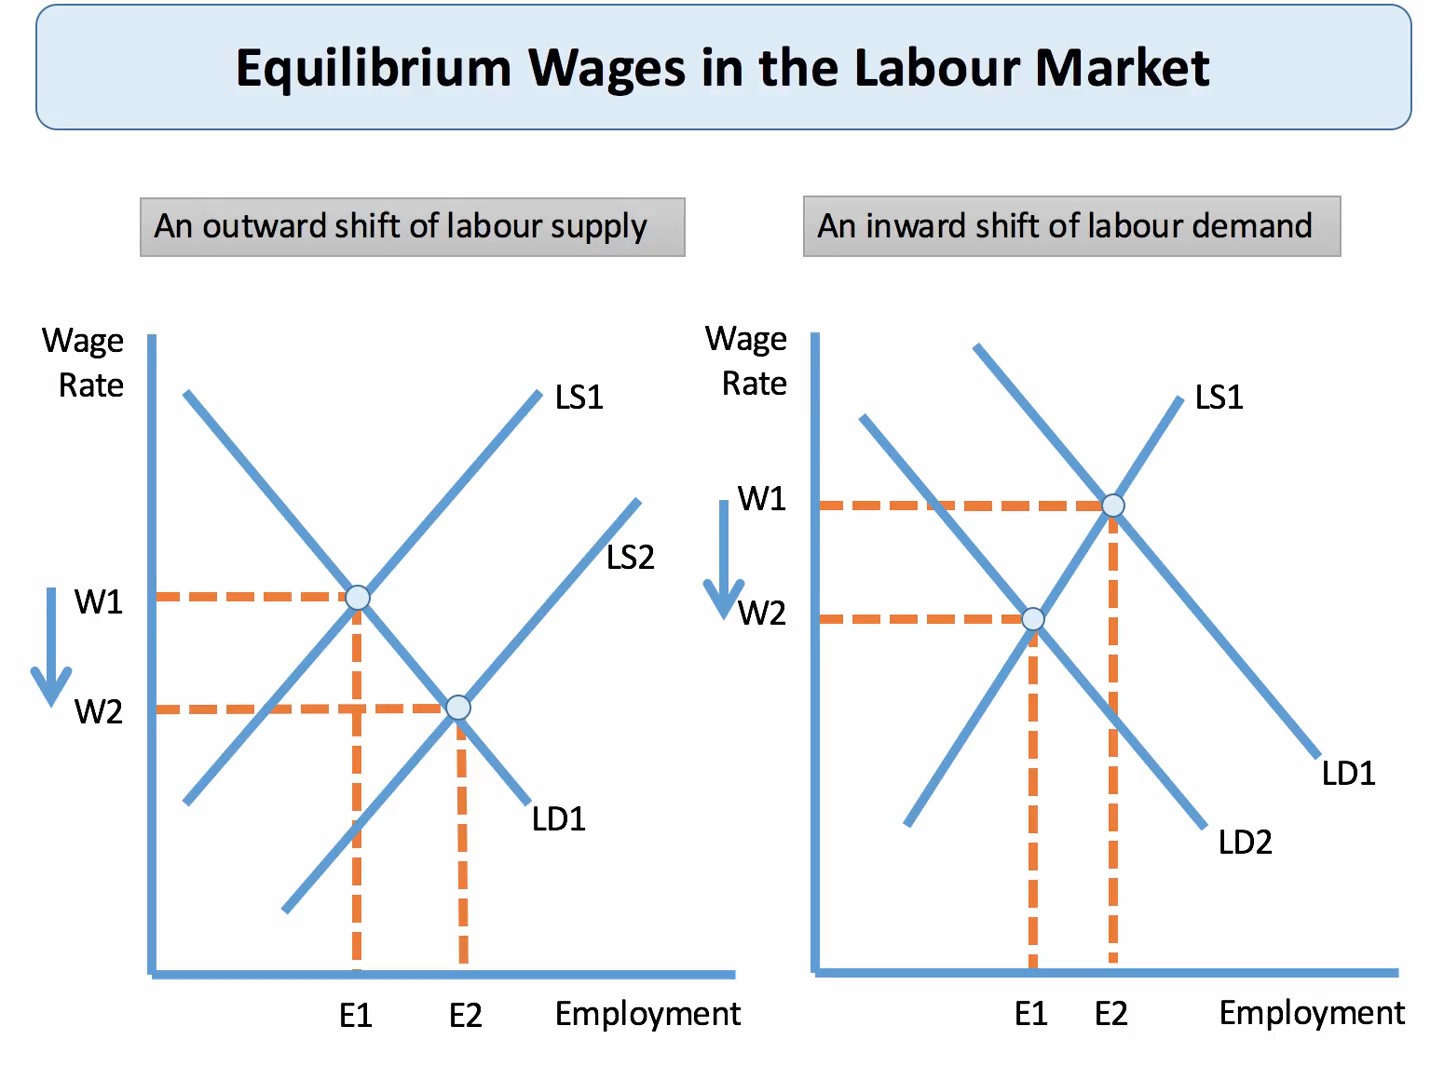 Equilibrium Wages in the Labour Market
An outward shift of labour supply
Wage
Rate
LS1
LS2
W1
W2
LD1
E1
E2
Employment
An inward shift of labour demand
Wage
Rate
LS1
W1
W2
LD1
LD2
E1
E2
Employment